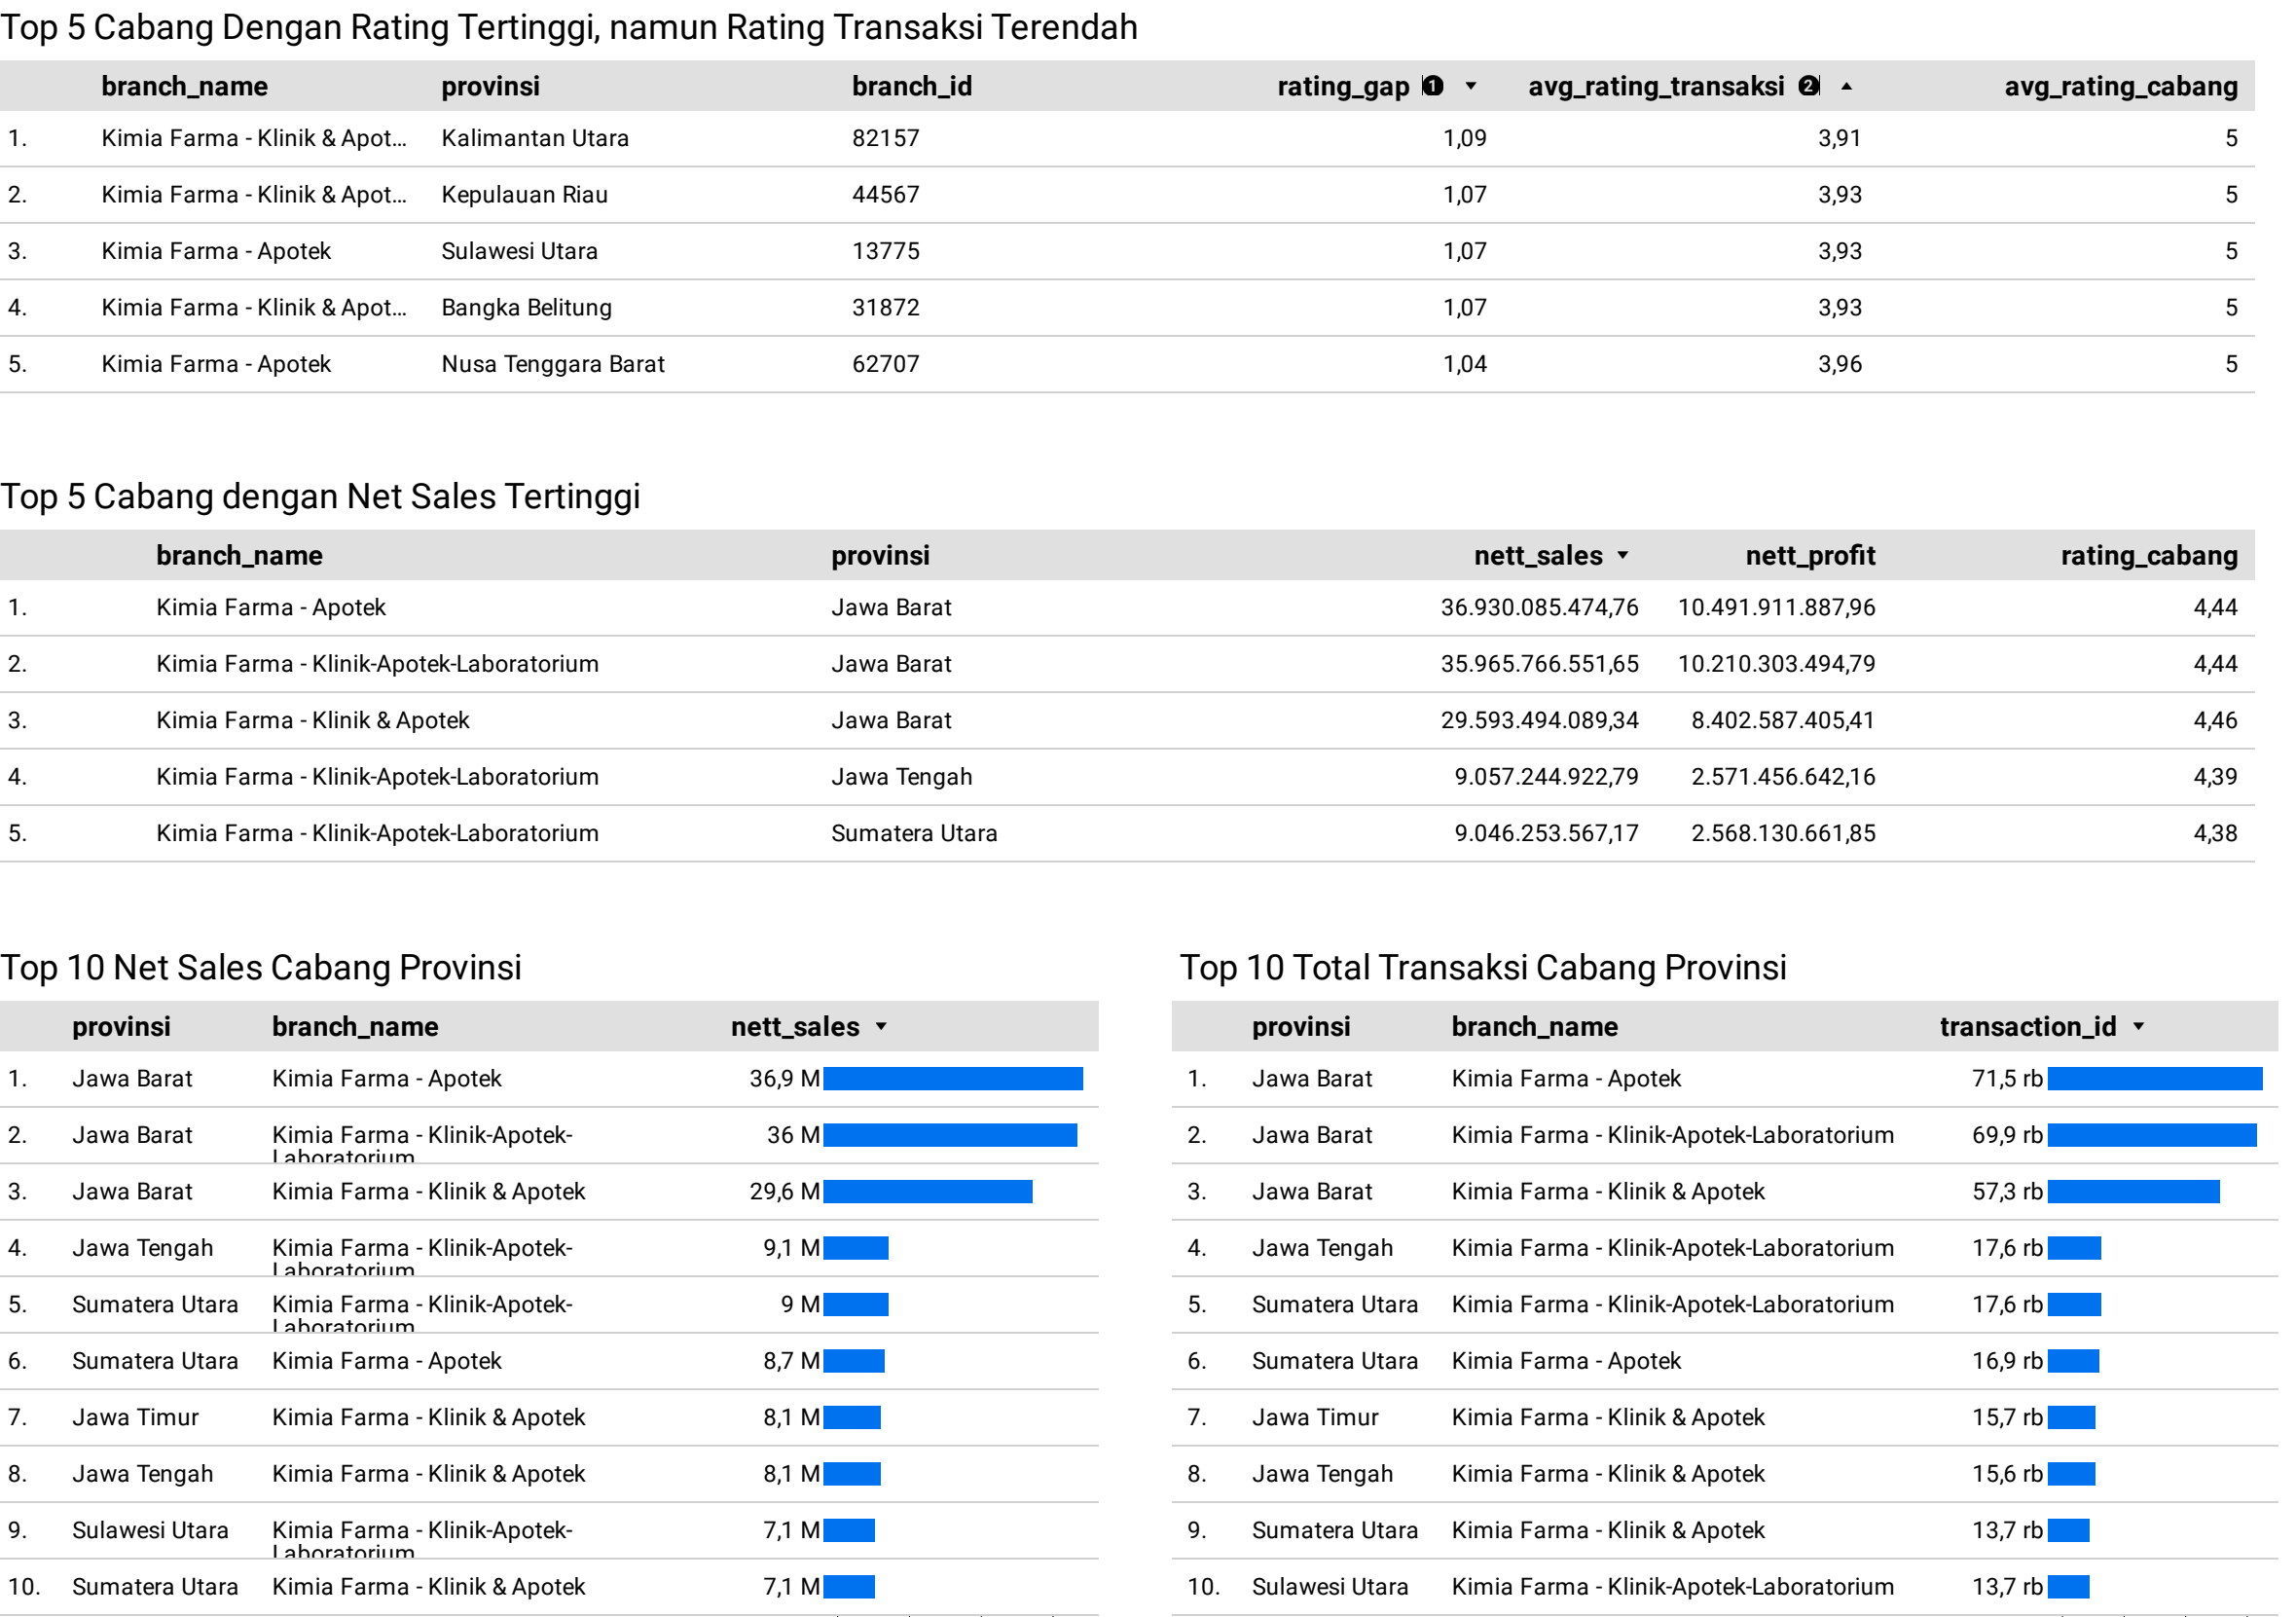 Top 5 Cabang Dengan Rating Tertinggi, namun Rating Transaksi Terendah
branch_name provinsi branch_id rating_gap 1 avg_rating_transaksi 2 avg_rating_cabang
1. Kimia Farma - Klinik & Apot... Kalimantan Utara 82157 1,09 3,91 5
2. Kimia Farma - Klinik & Apot... Kepulauan Riau 44567 1,07 3,93 5
3. Kimia Farma - Apotek Sulawesi Utara 13775 1,07 3,93 5
4. Kimia Farma - Klinik & Apot... Bangka Belitung 31872 1,07 3,93 5
5. Kimia Farma - Apotek Nusa Tenggara Barat 62707 1,04 3,96 5
Top 5 Cabang dengan Net Sales Tertinggi
branch_name provinsi nett_sales nett_profit rating_cabang
1. Kimia Farma - Apotek Jawa Barat 36.930.085.474,76 10.491.911.887,96 4,44
2. Kimia Farma - Klinik-Apotek-Laboratorium Jawa Barat 35.965.766.551,65 10.210.303.494,79 4,44
3. Kimia Farma - Klinik & Apotek Jawa Barat 29.593.494.089,34 8.402.587.405,41 4,46
4. Kimia Farma - Klinik-Apotek-Laboratorium Jawa Tengah 9.057.244.922,79 2.571.456.642,16 4,39
5. Kimia Farma - Klinik-Apotek-Laboratorium Sumatera Utara 9.046.253.567,17 2.568.130.661,85 4,38
Top 10 Net Sales Cabang Provinsi
provinsi branch_name nett_sales
1. Jawa Barat Kimia Farma - Apotek 36,9 M
2. Jawa Barat Kimia Farma - Klinik-Apotek- 36 M
Laboratorium
3. Jawa Barat Kimia Farma - Klinik & Apotek 29,6 M
4. Jawa Tengah Kimia Farma - Klinik-Apotek- 9,1 M
Laboratorium
5. Sumatera Utara Kimia Farma - Klinik-Apotek- 9 M
Laboratorium
6. Sumatera Utara Kimia Farma - Apotek 8,7 M
7. Jawa Timur Kimia Farma - Klinik & Apotek 8,1 M
8. Jawa Tengah Kimia Farma - Klinik & Apotek 8,1 M
9. Sulawesi Utara Kimia Farma - Klinik-Apotek- 7,1 M
Laboratorium
10. Sumatera Utara Kimia Farma - Klinik & Apotek 7,1 M
Top 10 Total Transaksi Cabang Provinsi
provinsi branch_name transaction_id
1. Jawa Barat Kimia Farma - Apotek 71,5 rb
2. Jawa Barat Kimia Farma - Klinik-Apotek-Laboratorium 69,9 rb
3. Jawa Barat Kimia Farma - Klinik & Apotek 57,3 rb
4. Jawa Tengah Kimia Farma - Klinik-Apotek-Laboratorium 17,6 rb
5. Sumatera Utara Kimia Farma - Klinik-Apotek-Laboratorium 17,6 rb
6. Sumatera Utara Kimia Farma - Apotek 16,9 rb
7. Jawa Timur Kimia Farma - Klinik & Apotek 15,7 rb
8. Jawa Tengah Kimia Farma - Klinik & Apotek 15,6 rb
9. Sumatera Utara Kimia Farma - Klinik & Apotek 13,7 rb
10. Sulawesi Utara Kimia Farma - Klinik-Apotek-Laboratorium 13,7 rb